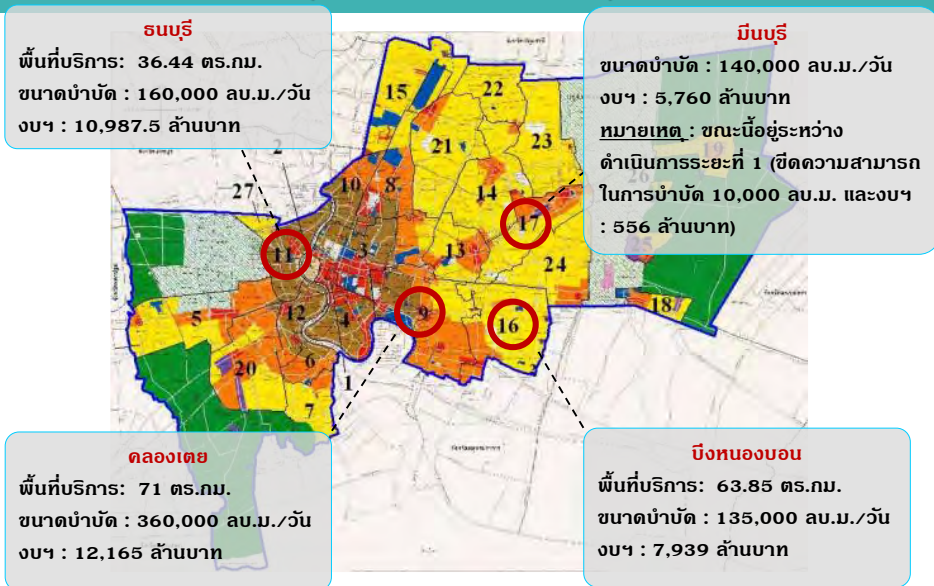 ธนบุรี
พื้นที่บริการ: 36.44 ตร.กม.
ขนาดบำบัด : 160,000 ลบ.ม./วัน
งบฯ : 10,987.5 ล้านบาท
มีนบุรี
ขนาดบำบัด : 140,000 ลบ.ม./วัน
งบฯ : 5,760 ล้านบาท
หมายเหตุ : ขณะนี้อยู่ระหว่าง
ดำเนินการระยะที่ 1 (ขีดความสามารถ
ในการบำบัด 10,000 ลบ.ม. และงบฯ
: 556 ล้านบาท)
15
22
2
21
23
19
26
27
10
8
14
17
3
13
25
11
24
18
5
9
12
4
16
20
6
1
7
คลองเตย
พื้นที่บริการ: 71 ตร.กม.
ขนาดบำบัด : 360,000 ลบ.ม./วัน
งบฯ : 12,165 ล้านบาท
บึงหนองบอน
พื้นที่บริการ: 63.85 ตร.กม.
ขนาดบำบัด : 135,000 ลบ.ม./วัน
งบฯ : 7,939 ล้านบาท